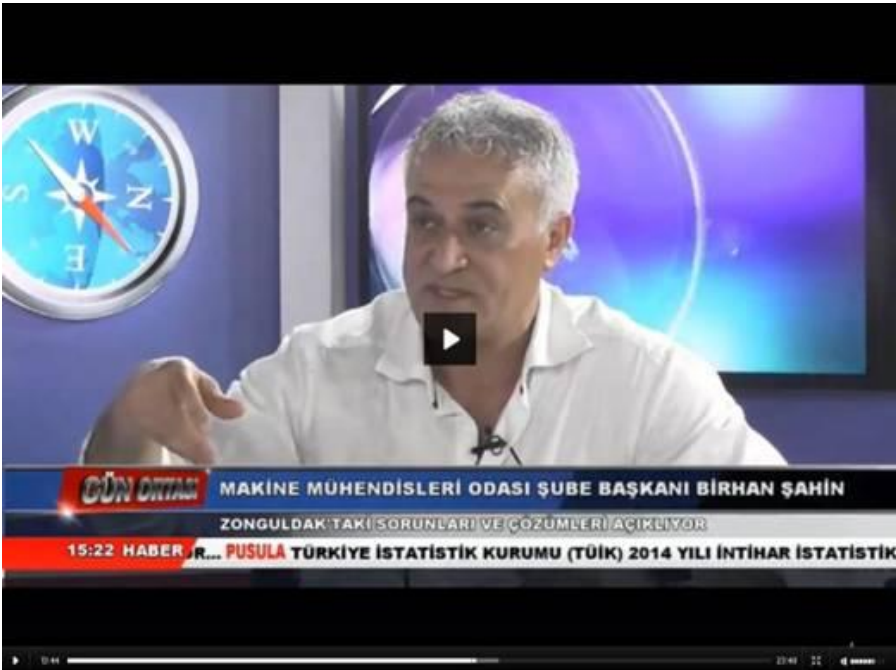 W
S
N
E
GÜN ORTASI
MAKİNE MÜHENDİSLERİ ODASI ŞUBE BAŞKANI BİRHAN ŞAHİN
ZONGULDAK'TAKİ SORUNLARI VE ÇÖZÜMLERİ AÇIKLIYOR
15:22 HABER R... PUSULA TÜRKİYE İSTATİSTİK KURUMU (TÜİK) 2014 YILI İNTİHAR İSTATİSTİK